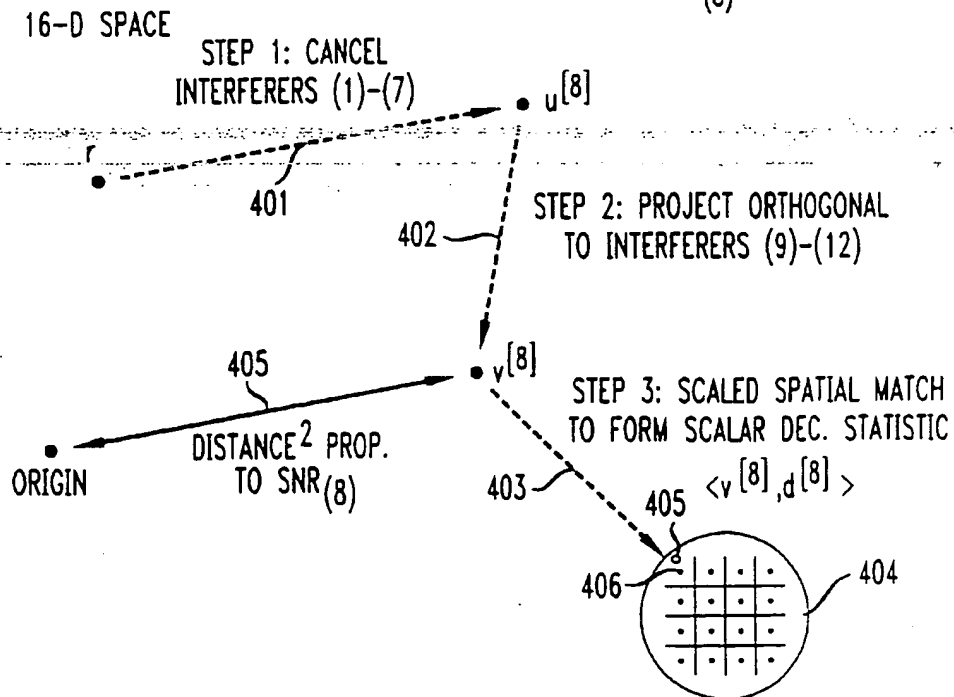 (8)
16-D SPACE
STEP 1: CANCEL
INTERFERERS (1)-(7)
u[8]
r
401
402
STEP 2: PROJECT ORTHOGONAL
TO INTERFERERS (9)-(12)
405
v[8]
STEP 3: SCALED SPATIAL MATCH
TO FORM SCALAR DEC. STATISTIC
DISTANCE2 PROP.
TO SNR(8)
ORIGIN
403
<v[8],d[8]>
405
406
404